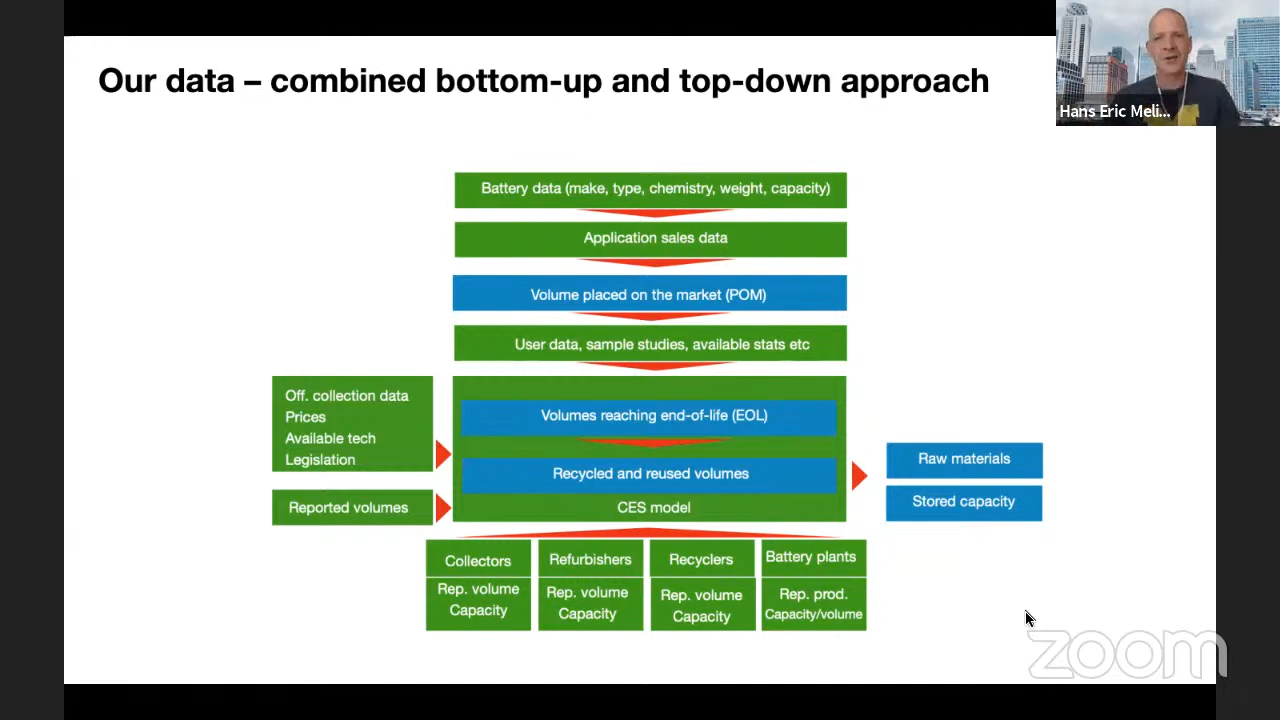 Our data – combined bottom-up and top-down approach
Hans Eric Meli...
Battery data (make, type, chemistry, weight, capacity)
Application sales data
Volume placed on the market (POM)
User data, sample studies, available stats etc
Off. collection data
Prices
Available tech
Legislation
Reported volumes
Volumes reaching end-of-life (EOL)
Recycled and reused volumes
CES model
Raw materials
Stored capacity
Collectors
Rep. volume
Capacity
Refurbishers
Rep. volume
Capacity
Recyclers
Rep. volume
Capacity
Battery plants
Rep. prod.
Capacity/volume
zoom